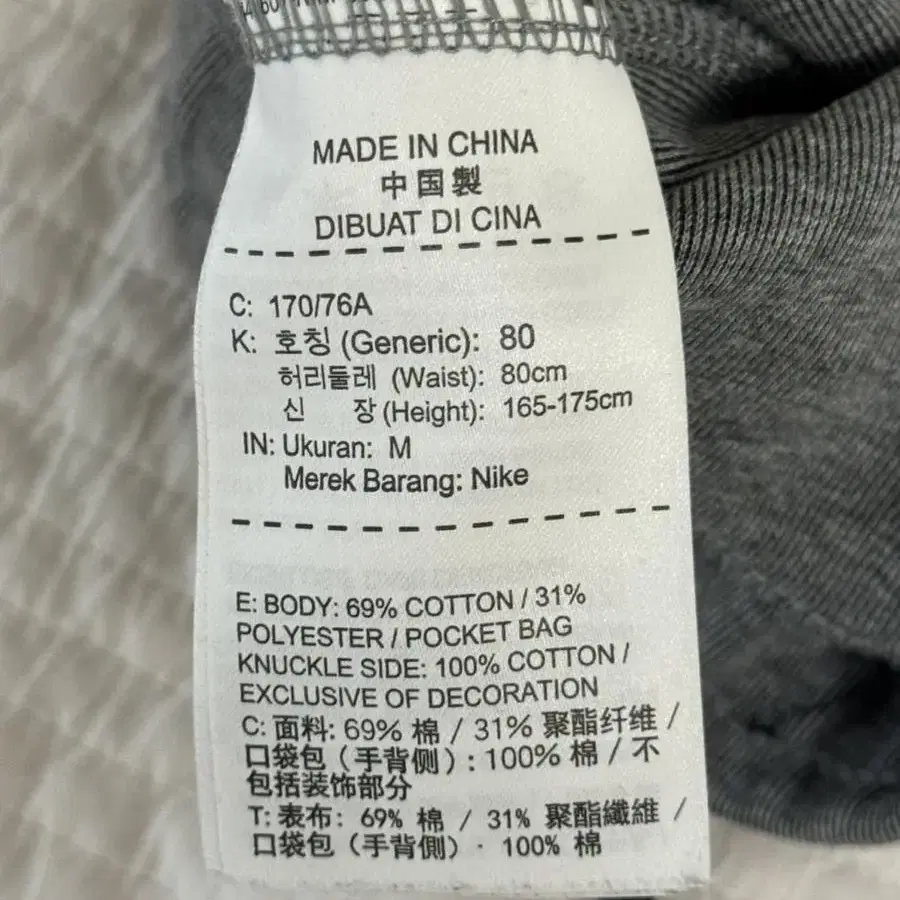 MADE IN CHINA
中国製
DIBUAT DI CINA
C: 170/76A
K: 호칭 (Generic): 80
허리둘레 (Waist): 80cm
신 장 (Height): 165-175cm
IN: Ukuran: M
Merek Barang: Nike
E: BODY: 69% COTTON / 31%
POLYESTER / POCKET BAG
KNUCKLE SIDE: 100% COTTON /
EXCLUSIVE OF DECORATION
C: 面料: 69% 棉 / 31% 聚酯纤维 /
口袋包（手背侧）: 100% 棉 / 不
包括装饰部分
T: 表布: 69% 棉 / 31% 聚酯纖維 /
口袋包（手背側）· 100% 棉